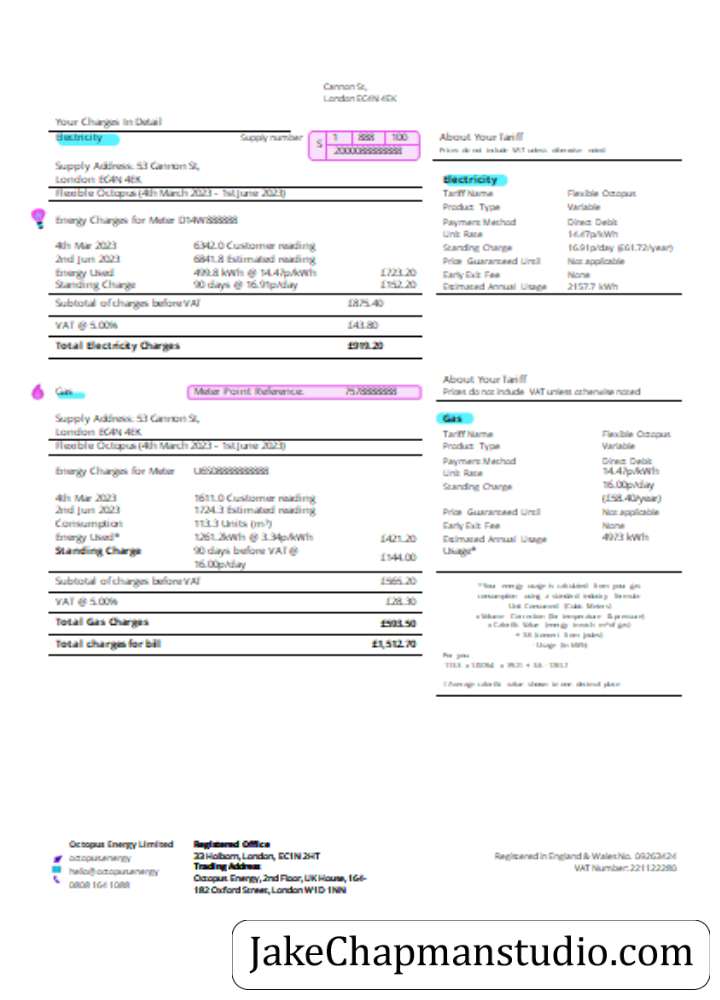 Cannon St,
London EC4N 4EK
Your Charges In Detail
Electricity
Supply number
S
1 888 100
2000088888888
Supply Address. 53 Cannon St,
London EC4N 4EK
Flexible Octopus (4th March 2023 - 1st June 2023)
Energy Charges for Meter D14W888888
4th Mar 2023 6342.0 Customer reading
2nd Jun 2023 6841.8 Estimated reading
Energy Used 499.8 kWh @ 14.47p/kWh £723.20
Standing Charge 90 days @ 16.91p/day £152.20
Subtotal of charges before VAT £875.40
VAT @ 5.00% £43.80
Total Electricity Charges £919.20
About Your Tariff
Prices do not include VAT unless otherwise noted
Electricity
Tariff Name Flexible Octopus
Product Type Variable
Payment Method Direct Debit
Unit Rate 14.47p/kWh
Standing Charge 16.91p/day (£61.72/year)
Price Guaranteed Until Not applicable
Early Exit Fee None
Estimated Annual Usage 2157.7 kWh
Gas
Meter Point Reference. 7578888888
Supply Address. 53 Cannon St,
London EC4N 4EK
Flexible Octopus (4th March 2023 - 1st June 2023)
Energy Charges for Meter U6S08888888888
4th Mar 2023 1611.0 Customer reading
2nd Jun 2023 1724.3 Estimated reading
Consumption 113.3 Units (m³)
Energy Used* 1261.2kWh @ 3.34p/kWh £421.20
Standing Charge 90 days before VAT @
16.00p/day £144.00
Subtotal of charges before VAT £565.20
VAT @ 5.00% £28.30
Total Gas Charges £593.50
Total charges for bill £1,512.70
About Your Tariff
Prices do not include VAT unless otherwise noted
Gas
Tariff Name Flexible Octopus
Product Type Variable
Payment Method Direct Debit
Unit Rate 14.47p/kWh
Standing Charge 16.00p/day
(£58.40/year)
Price Guaranteed Until Not applicable
Early Exit Fee None
Estimated Annual Usage 4973 kWh
Usage*
*Your energy usage is calculated from your gas
consumption using a standard industry formula:
Unit Consumed (Cubic Meters)
x Volume Correction (for temperature & pressure)
x Calorific Value (energy in each m³ of gas)
÷ 3.6 (convert from joules)
Usage (in kWh)
For you
† Average calorific value shown to one decimal place
Octopus Energy Limited
octopus.energy
hello@octopus.energy
0808 164 1088
Registered Office
33 Holborn, London, EC1N 2HT
Trading Address
Octopus Energy, 2nd Floor, UK House, 164-
182 Oxford Street, London W1D 1NN
Registered in England & Wales No. 09263424
VAT Number: 221122280
JakeChapmanstudio.com